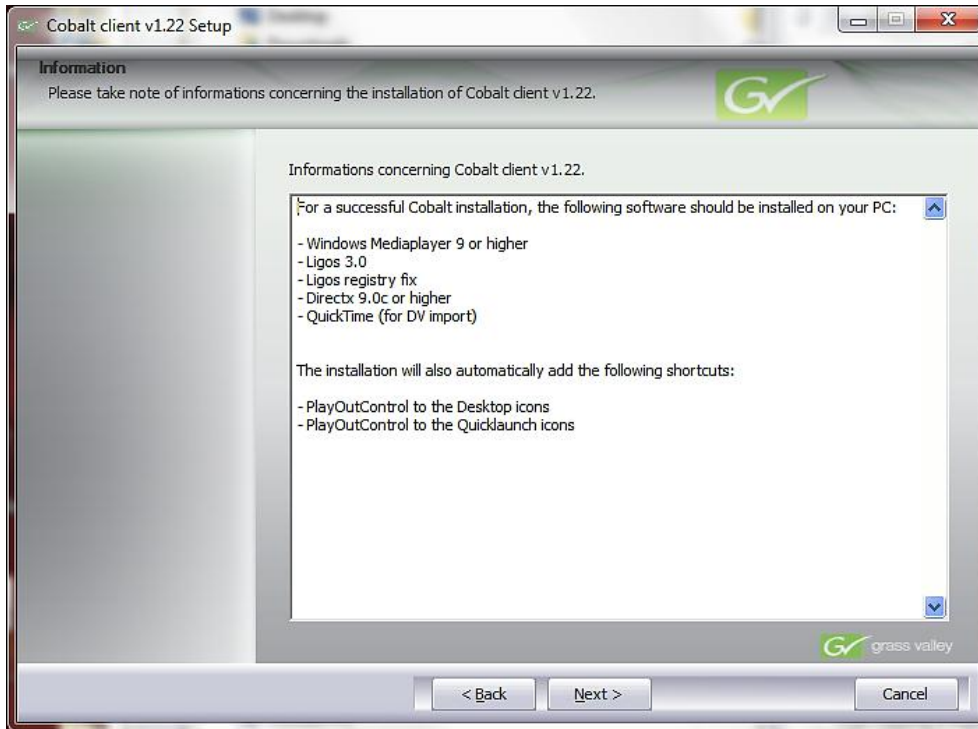 Cobalt client v1.22 Setup
Information
Please take note of informations concerning the installation of Cobalt client v1.22.
GV
Informations concerning Cobalt client v1.22.
For a successful Cobalt installation, the following software should be installed on your PC:
- Windows Mediaplayer 9 or higher
- Ligos 3.0
- Ligos registry fix
- Directx 9.0c or higher
- QuickTime (for DV import)
The installation will also automatically add the following shortcuts:
- PlayOutControl to the Desktop icons
- PlayOutControl to the Quicklaunch icons
GV grass valley
< Back Next > Cancel